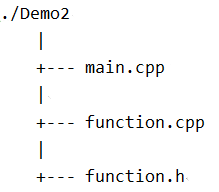 ./Demo2
|
+--- main.cpp
|
+--- function.cpp
|
+--- function.h